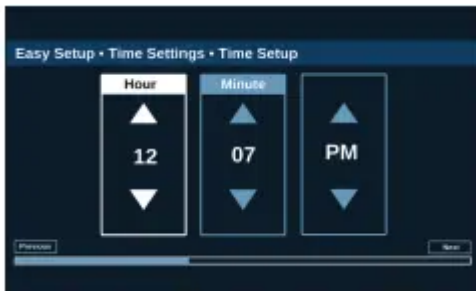 Easy Setup • Time Settings • Time Setup
Hour
Minute
12
07
PM
Previous
Next